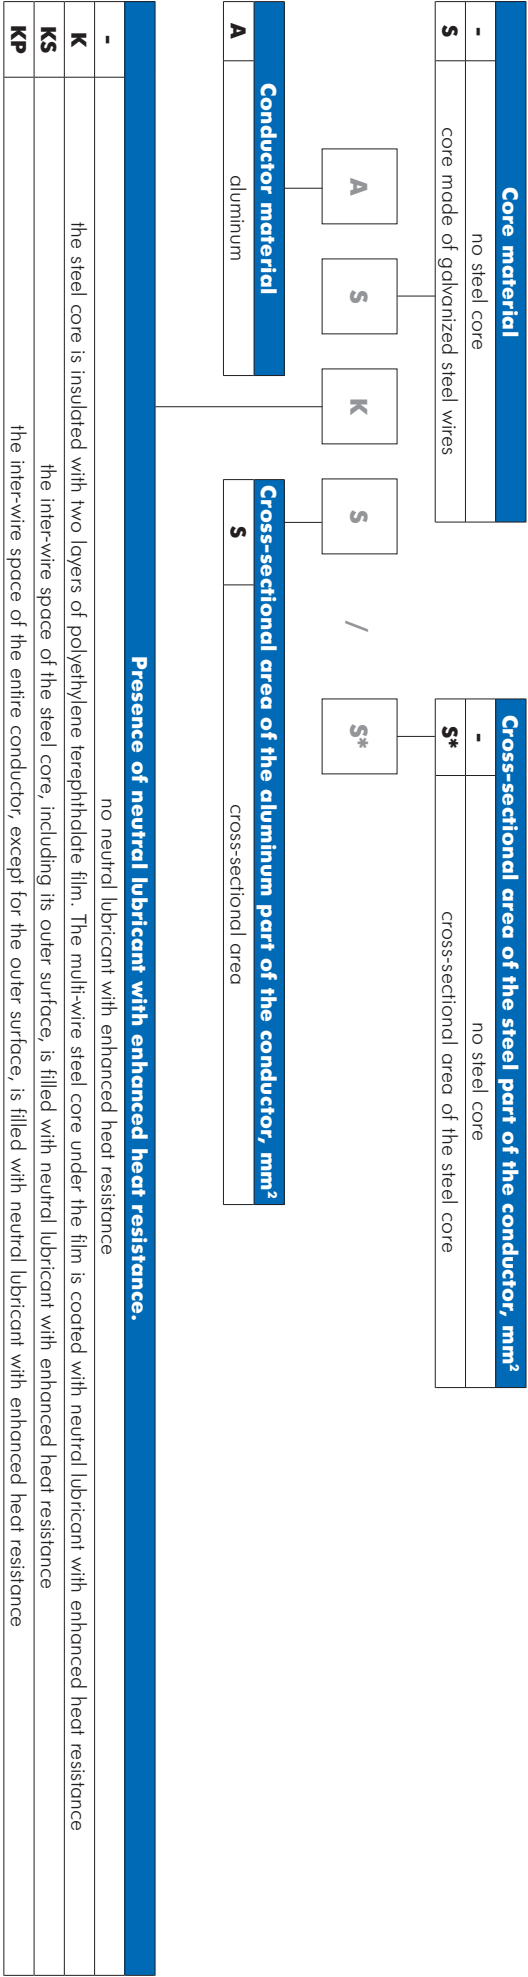 Core material
- no steel core
S core made of galvanized steel wires
Cross-sectional area of the steel part of the conductor, mm²
- no steel core
S* cross-sectional area of the steel core
A S K S / S*
Conductor material
A aluminum
Cross-sectional area of the aluminum part of the conductor, mm²
S cross-sectional area
Presence of neutral lubricant with enhanced heat resistance.
- no neutral lubricant with enhanced heat resistance
K the steel core is insulated with two layers of polyethylene terephthalate film. The multi-wire steel core under the film is coated with neutral lubricant with enhanced heat resistance
KS the inter-wire space of the steel core, including its outer surface, is filled with neutral lubricant with enhanced heat resistance
KP the inter-wire space of the entire conductor, except for the outer surface, is filled with neutral lubricant with enhanced heat resistance